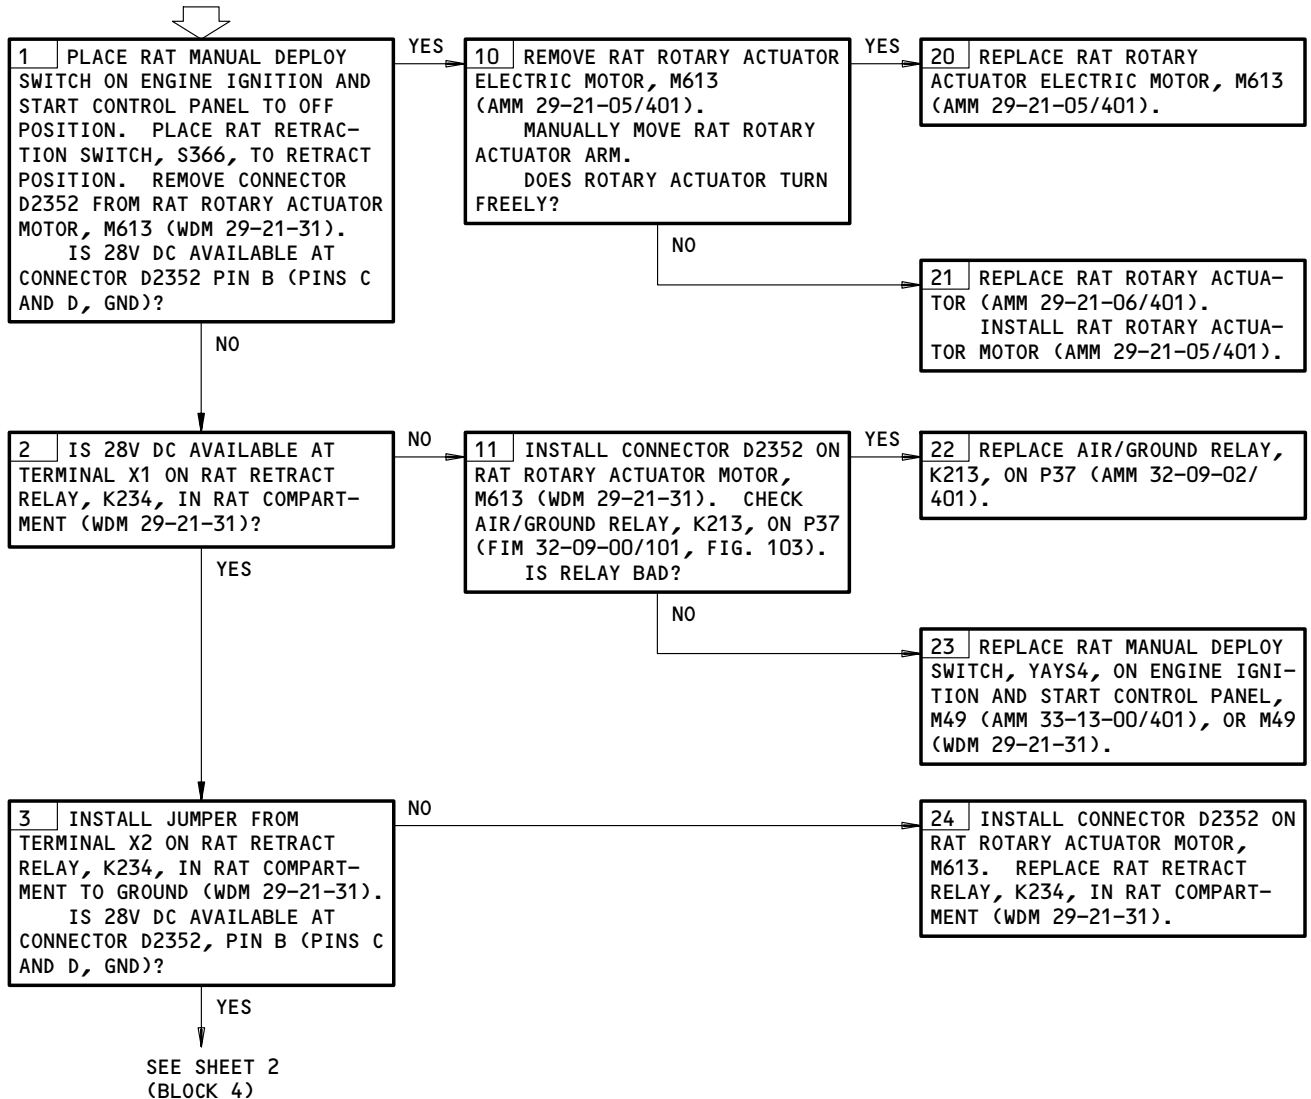 1 PLACE RAT MANUAL DEPLOY
SWITCH ON ENGINE IGNITION AND
START CONTROL PANEL TO OFF
POSITION. PLACE RAT RETRAC-
TION SWITCH, S366, TO RETRACT
POSITION. REMOVE CONNECTOR
D2352 FROM RAT ROTARY ACTUATOR
MOTOR, M613 (WDM 29-21-31).
IS 28V DC AVAILABLE AT
CONNECTOR D2352 PIN B (PINS C
AND D, GND)?
YES
10 REMOVE RAT ROTARY ACTUATOR
ELECTRIC MOTOR, M613
(AMM 29-21-05/401).
MANUALLY MOVE RAT ROTARY
ACTUATOR ARM.
DOES ROTARY ACTUATOR TURN
FREELY?
YES
20 REPLACE RAT ROTARY
ACTUATOR ELECTRIC MOTOR, M613
(AMM 29-21-05/401).
NO
21 REPLACE RAT ROTARY ACTUA-
TOR (AMM 29-21-06/401).
INSTALL RAT ROTARY ACTUA-
TOR MOTOR (AMM 29-21-05/401).
NO
2 IS 28V DC AVAILABLE AT
TERMINAL X1 ON RAT RETRACT
RELAY, K234, IN RAT COMPART-
MENT (WDM 29-21-31)?
NO
11 INSTALL CONNECTOR D2352 ON
RAT ROTARY ACTUATOR MOTOR,
M613 (WDM 29-21-31). CHECK
AIR/GROUND RELAY, K213, ON P37
(FIM 32-09-00/101, FIG. 103).
IS RELAY BAD?
YES
22 REPLACE AIR/GROUND RELAY,
K213, ON P37 (AMM 32-09-02/
401).
NO
23 REPLACE RAT MANUAL DEPLOY
SWITCH, YAYS4, ON ENGINE IGNI-
TION AND START CONTROL PANEL,
M49 (AMM 33-13-00/401), OR M49
(WDM 29-21-31).
YES
3 INSTALL JUMPER FROM
TERMINAL X2 ON RAT RETRACT
RELAY, K234, IN RAT COMPART-
MENT TO GROUND (WDM 29-21-31).
IS 28V DC AVAILABLE AT
CONNECTOR D2352, PIN B (PINS C
AND D, GND)?
NO
24 INSTALL CONNECTOR D2352 ON
RAT ROTARY ACTUATOR MOTOR,
M613. REPLACE RAT RETRACT
RELAY, K234, IN RAT COMPART-
MENT (WDM 29-21-31).
YES
SEE SHEET 2
(BLOCK 4)